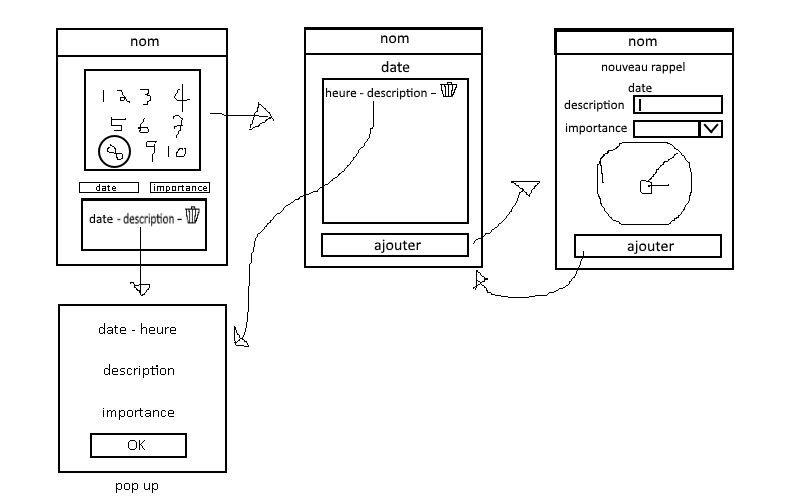 nom
1 2 3 4
5 6 7
8 9 10
date importance
date - description -
date - heure
description
importance
OK
pop up
nom
date
heure - description -
ajouter
nom
nouveau rappel
date
description
importance
ajouter